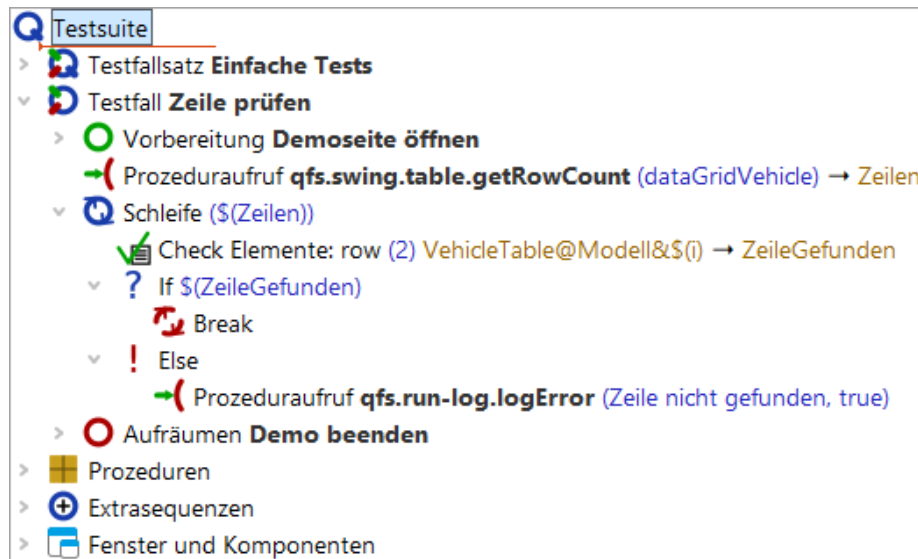 Testsuite
Testfallsatz Einfache Tests
Testfall Zeile prüfen
Vorbereitung Demoseite öffnen
Prozeduraufruf qfs.swing.table.getRowCount (dataGridVehicle) → Zeilen
Schleife ($(Zeilen))
Check Elemente: row (2) VehicleTable@Modell&$(i) → ZeileGefunden
If $(ZeileGefunden)
Break
Else
Prozeduraufruf qfs.run-log.logError (Zeile nicht gefunden, true)
Aufräumen Demo beenden
Prozeduren
Extrasequenzen
Fenster und Komponenten